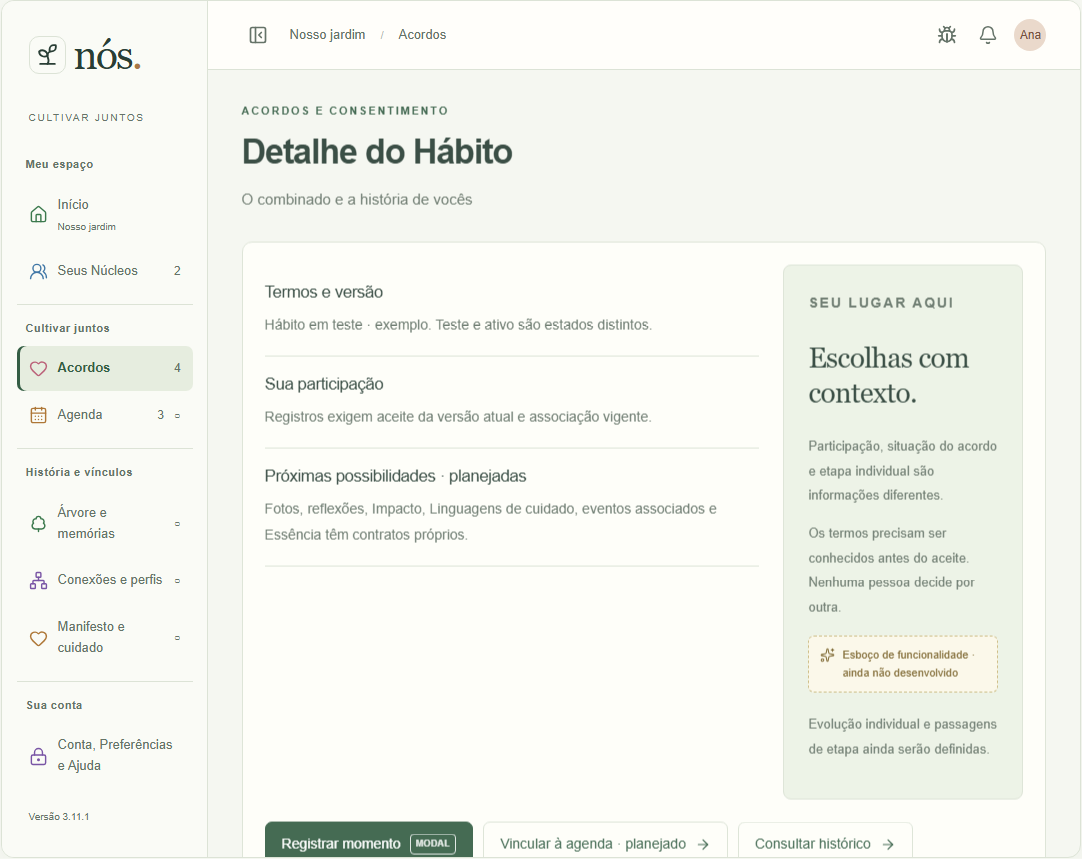 nós.
CULTIVAR JUNTOS
Meu espaço
Início
Nosso jardim
Seus Núcleos 2
Cultivar juntos
Acordos 4
Agenda 3
História e vínculos
Árvore e
memórias
Conexões e perfis
Manifesto e
cuidado
Sua conta
Conta, Preferências
e Ajuda
Versão 3.11.1
Nosso jardim / Acordos
Ana
ACORDOS E CONSENTIMENTO
Detalhe do Hábito
O combinado e a história de vocês
Termos e versão
Hábito em teste · exemplo. Teste e ativo são estados distintos.
Sua participação
Registros exigem aceite da versão atual e associação vigente.
Próximas possibilidades · planejadas
Fotos, reflexões, Impacto, Linguagens de cuidado, eventos associados e
Essência têm contratos próprios.
SEU LUGAR AQUI
Escolhas com
contexto.
Participação, situação do acordo
e etapa individual são
informações diferentes.
Os termos precisam ser
conhecidos antes do aceite.
Nenhuma pessoa decide por
outra.
Esboço de funcionalidade ·
ainda não desenvolvido
Evolução individual e passagens
de etapa ainda serão definidas.
Registrar momento MODAL
Vincular à agenda · planejado →
Consultar histórico →